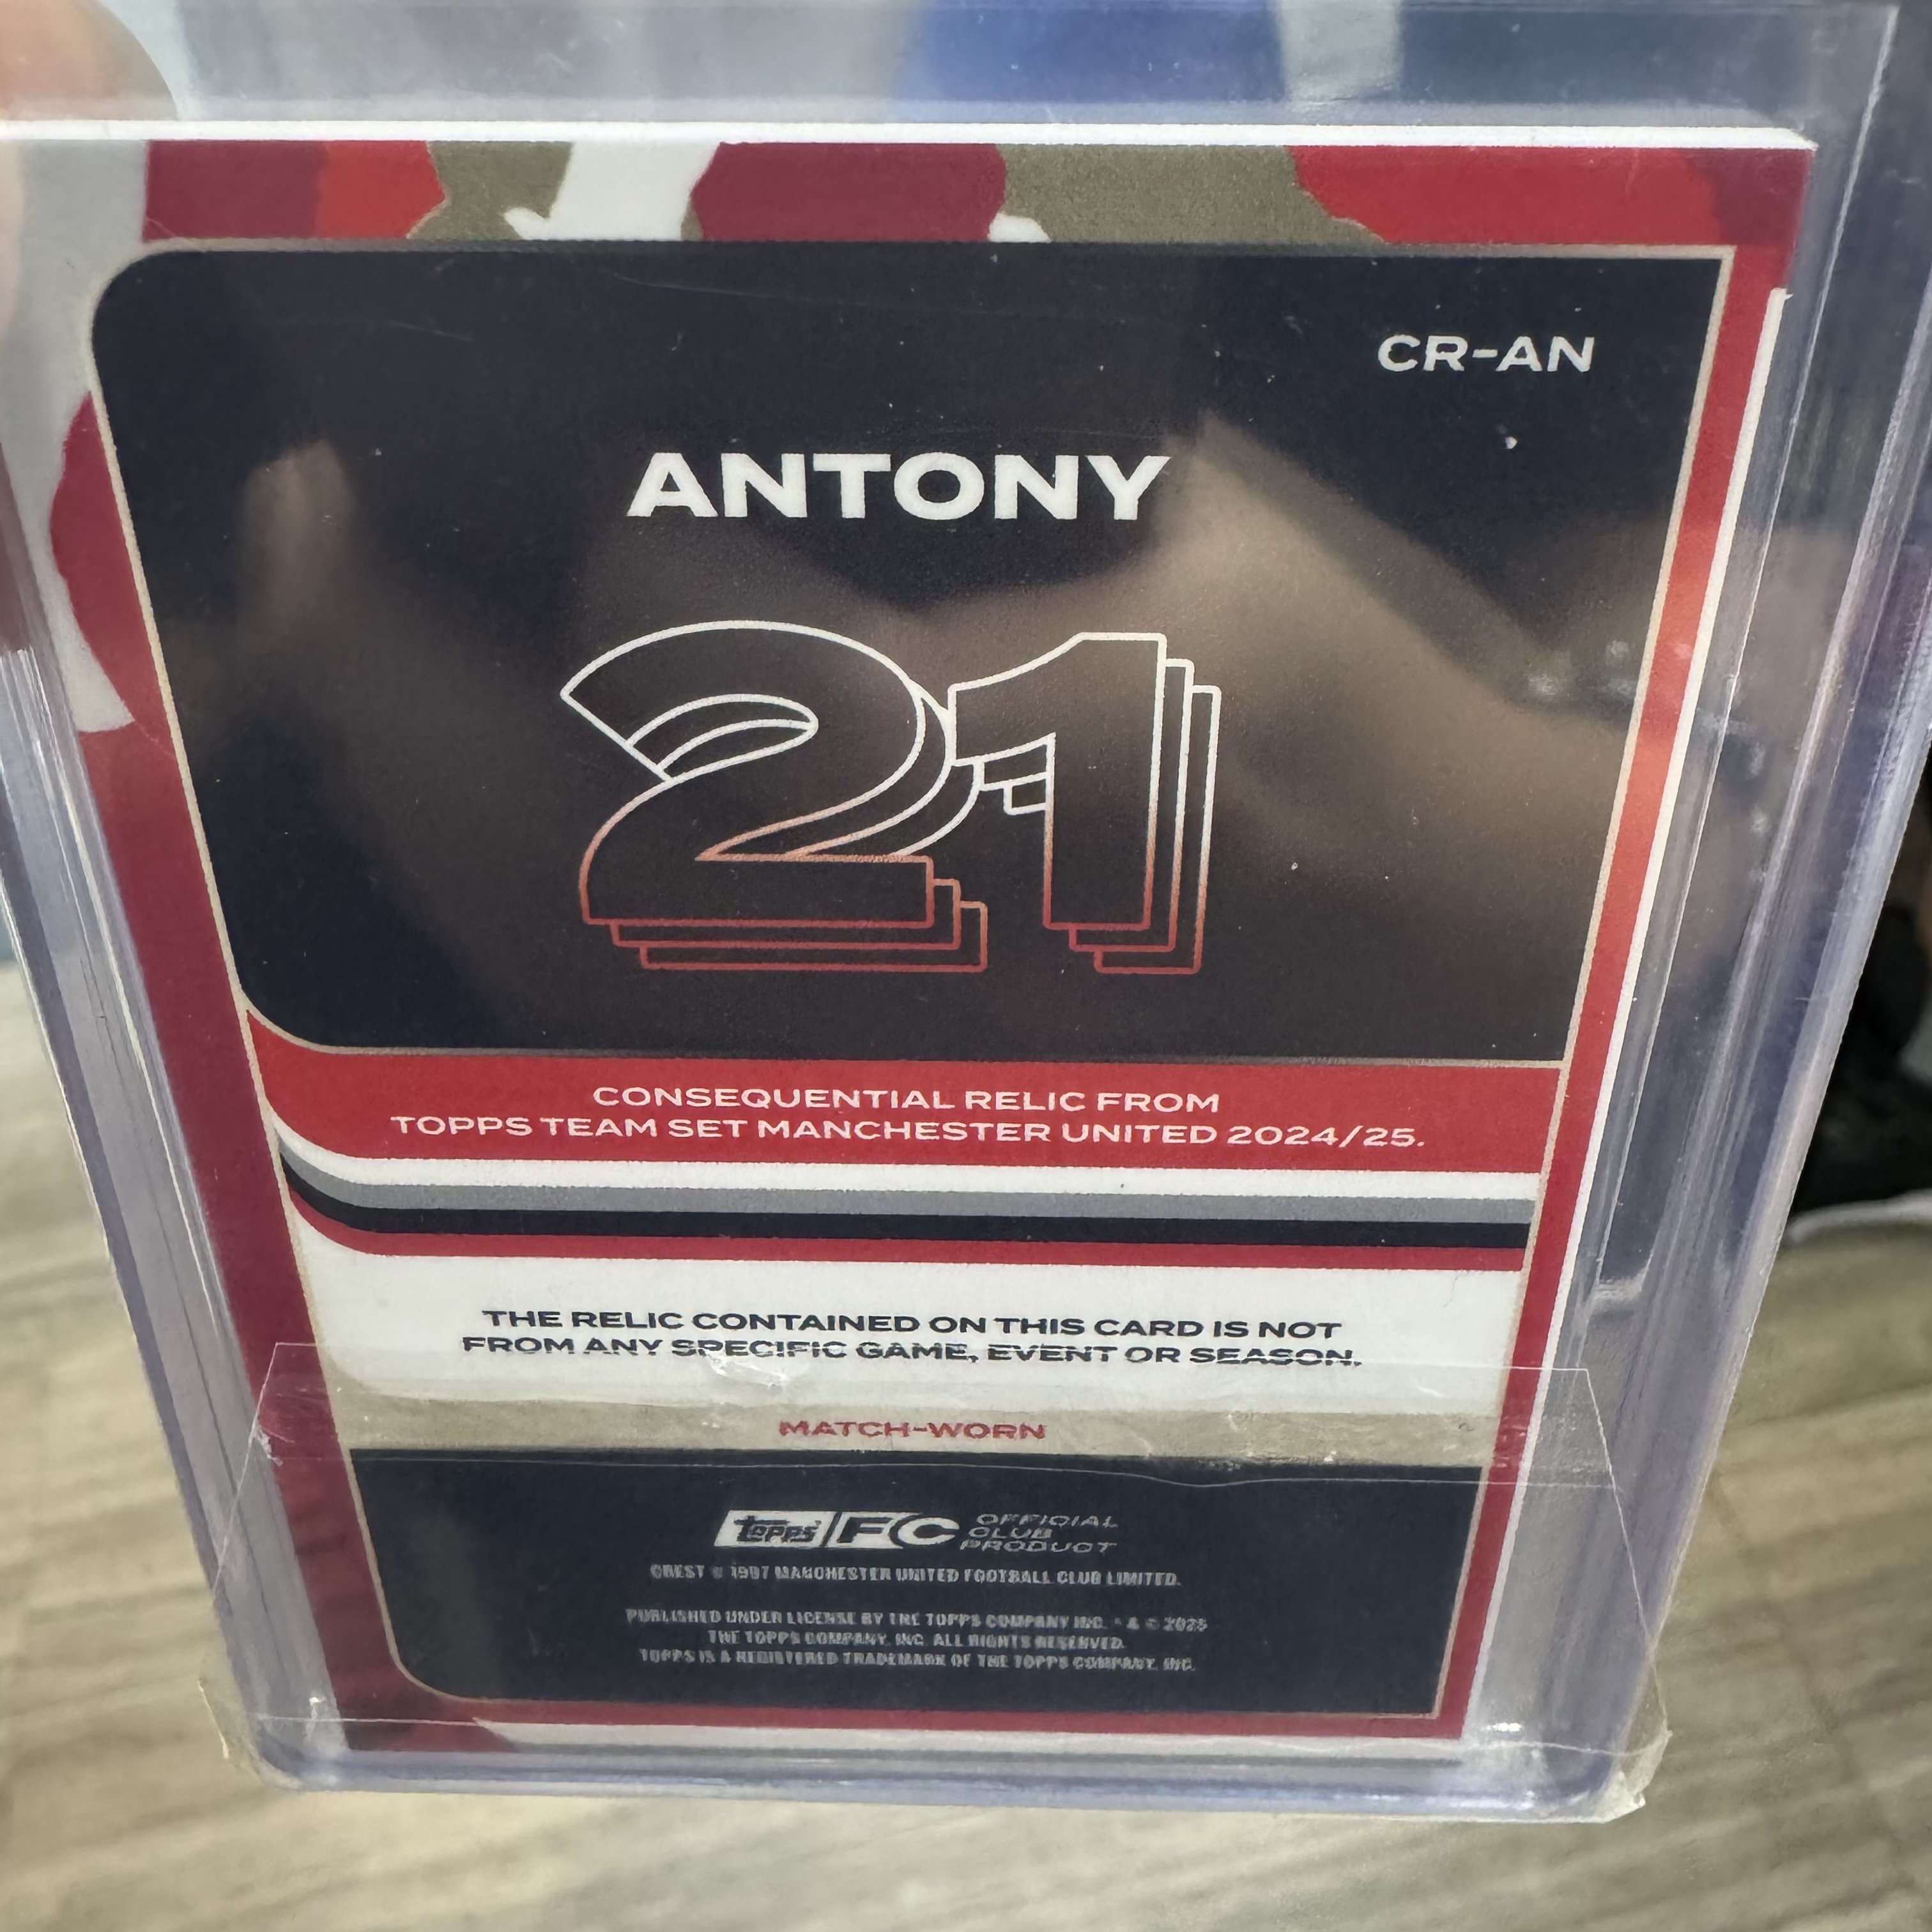 CR-AN
ANTONY
21
CONSEQUENTIAL RELIC FROM
TOPPS TEAM SET MANCHESTER UNITED 2024/25.
THE RELIC CONTAINED ON THIS CARD IS NOT
FROM ANY SPECIFIC GAME, EVENT OR SEASON.
MATCH-WORN
topps FC OFFICIAL
CLUB
PRODUCT
CREST © 1997 MANCHESTER UNITED FOOTBALL CLUB LIMITED.
PUBLISHED UNDER LICENSE BY THE TOPPS COMPANY INC. ® & © 2025
THE TOPPS COMPANY, INC. ALL RIGHTS RESERVED.
TOPPS IS A REGISTERED TRADEMARK OF THE TOPPS COMPANY, INC.